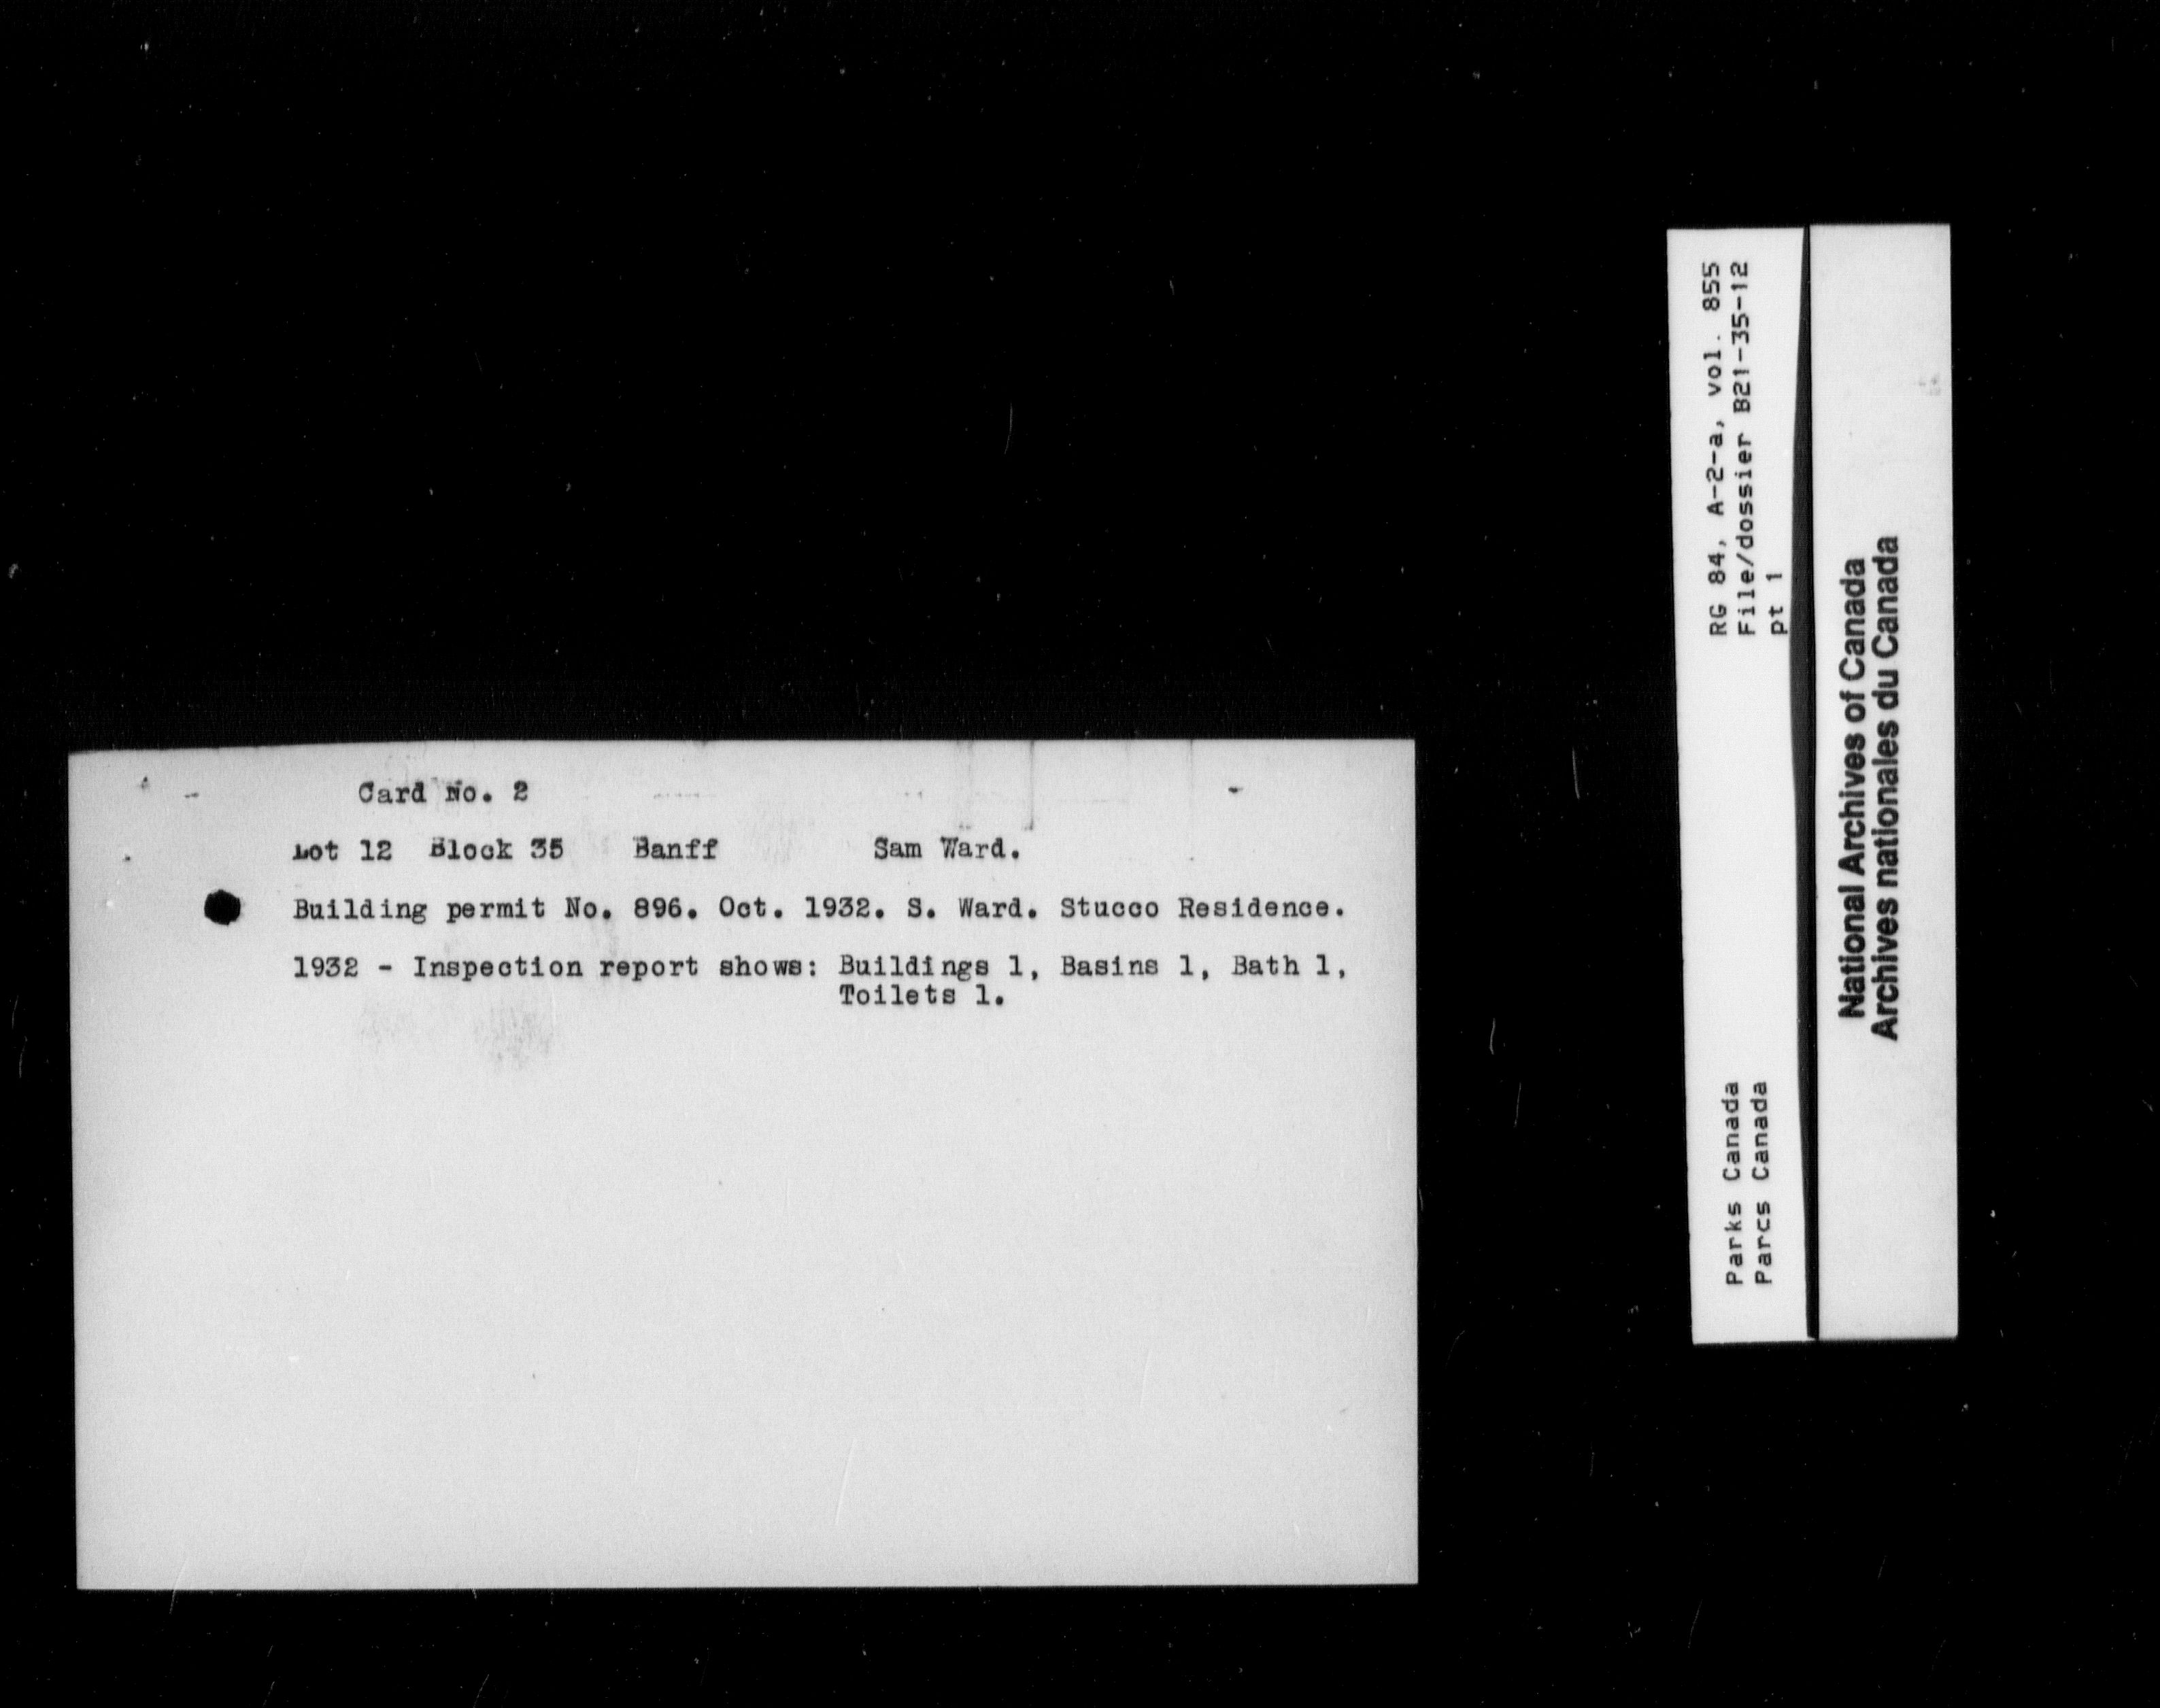 Card No. 2
Lot 12 Block 35 Banff Sam Ward.
Building permit No. 896. Oct. 1932. S. Ward. Stucco Residence.
1932 - Inspection report shows: Buildings 1, Basins 1, Bath 1,
Toilets 1.
RG 84, A-2-a, vol. 855
File/dossier B21-35-12
pt 1
Parks Canada
Parcs Canada
National Archives of Canada
Archives nationales du Canada